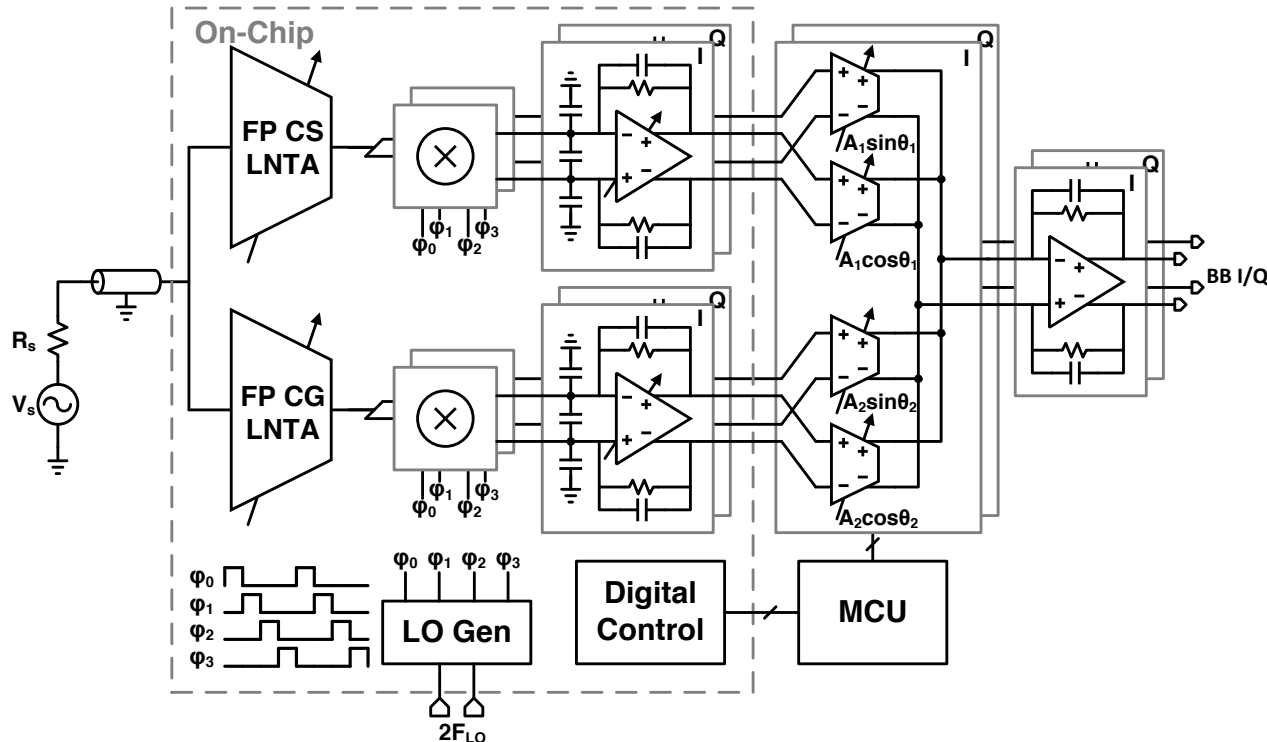 On-Chip
FP CS
LNTA
φ₀
φ₁
φ₂
φ₃
I
Q
I
Q
A₁sinθ₁
A₁cosθ₁
I
Q
BB I/Q
Rₛ
Vₛ
FP CG
LNTA
φ₀
φ₁
φ₂
φ₃
I
Q
A₂sinθ₂
A₂cosθ₂
φ₀
φ₁
φ₂
φ₃
φ₀
φ₁
φ₂
φ₃
LO Gen
2F_LO
Digital
Control
MCU